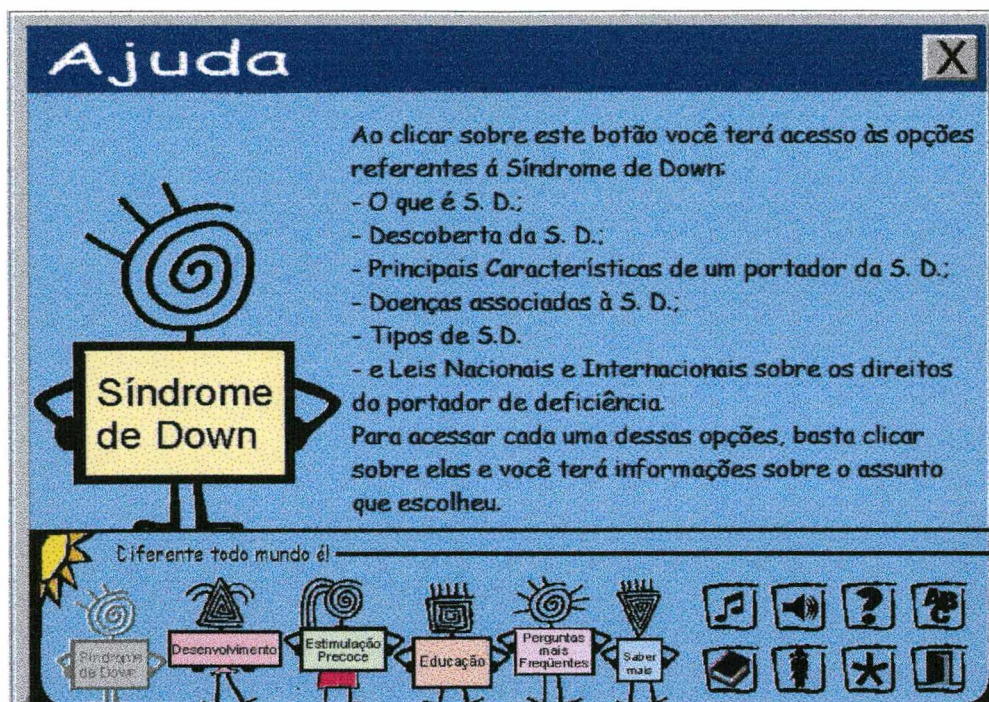 Ajuda
X
Ao clicar sobre este botão você terá acesso às opções
referentes á Síndrome de Down:
- O que é S. D.;
- Descoberta da S. D.;
- Principais Características de um portador da S. D.;
- Doenças associadas à S. D.;
- Tipos de S.D.
- e Leis Nacionais e Internacionais sobre os direitos
do portador de deficiência.
Para acessar cada uma dessas opções, basta clicar
sobre elas e você terá informações sobre o assunto
que escolheu.
Síndrome
de Down
Diferente todo mundo é!
Síndrome
de Down
Desenvolvimento
Estimulação
Precoce
Educação
Perguntas
mais
Freqüentes
Saber
mais
?
ABC